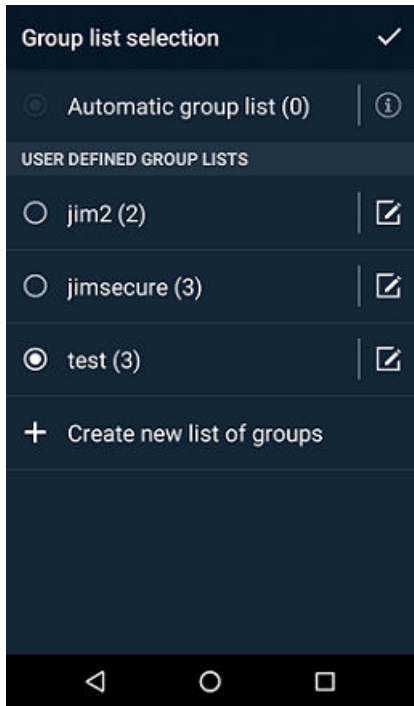 Group list selection
Automatic group list (0)
USER DEFINED GROUP LISTS
jim2 (2)
jimsecure (3)
test (3)
Create new list of groups